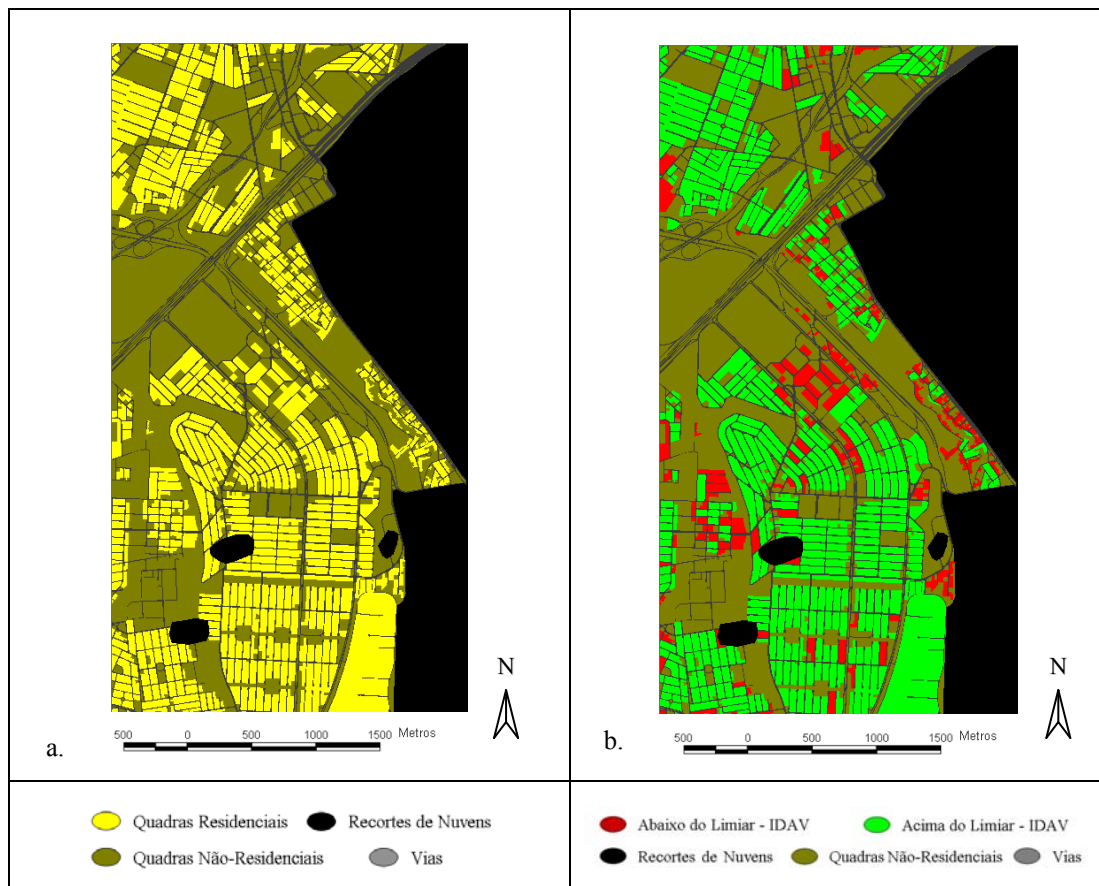 N
500 0 500 1000 1500 Metros
a.
N
500 0 500 1000 1500 Metros
b.
Quadras Residenciais
Recortes de Nuvens
Quadras Não-Residenciais
Vias
Abaixo do Limiar - IDAV
Acima do Limiar - IDAV
Recortes de Nuvens
Quadras Não-Residenciais
Vias